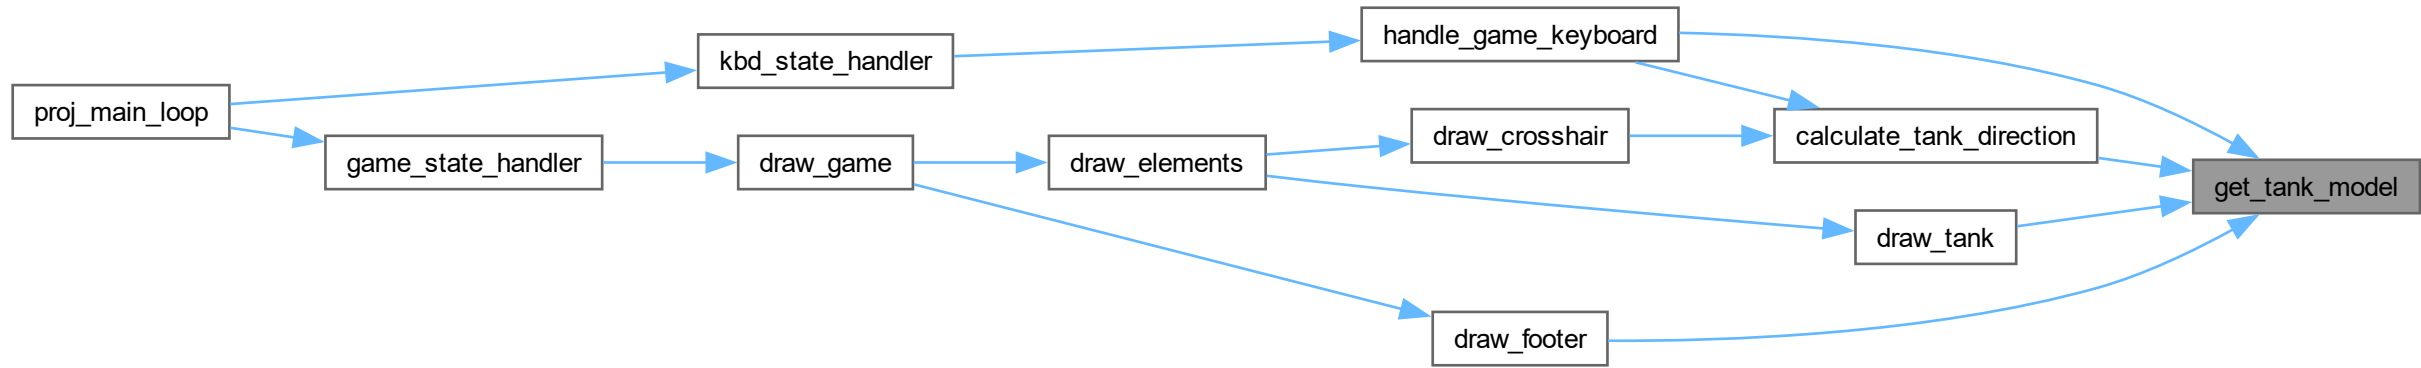 handle_game_keyboard
kbd_state_handler
proj_main_loop
draw_crosshair
calculate_tank_direction
game_state_handler
draw_game
draw_elements
get_tank_model
draw_tank
draw_footer